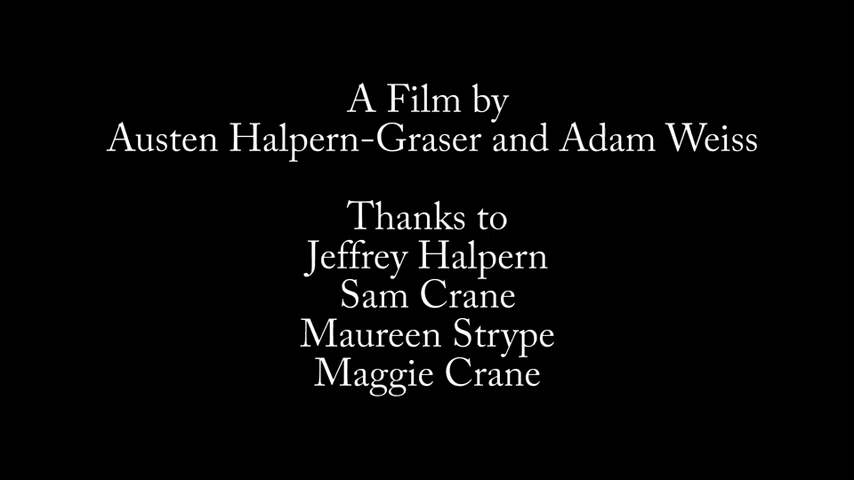 A Film by
Austen Halpern-Graser and Adam Weiss
Thanks to
Jeffrey Halpern
Sam Crane
Maureen Strype
Maggie Crane